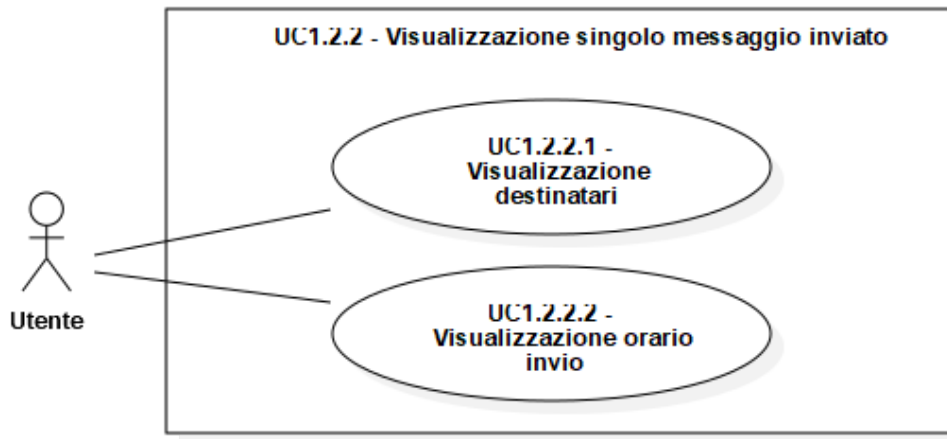 UC1.2.2 - Visualizzazione singolo messaggio inviato
UC1.2.2.1 -
Visualizzazione
destinatari
Utente
UC1.2.2.2 -
Visualizzazione orario
invio